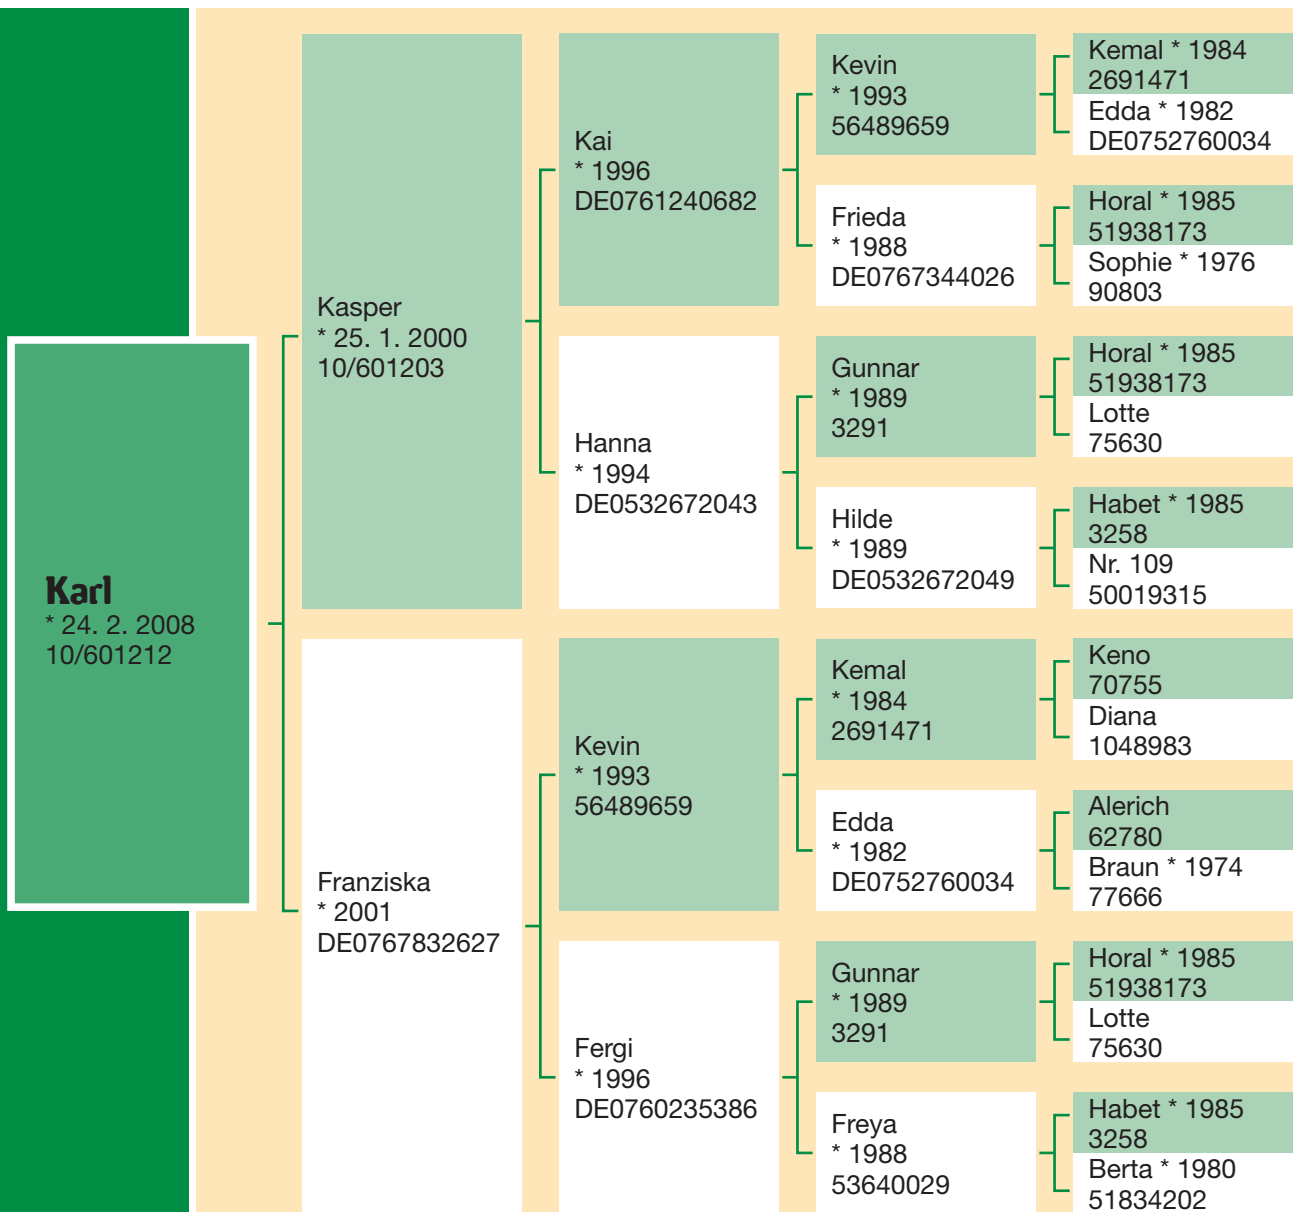 Karl
* 24. 2. 2008
10/601212
Kasper
* 25. 1. 2000
10/601203
Franziska
* 2001
DE0767832627
Kai
* 1996
DE0761240682
Hanna
* 1994
DE0532672043
Kevin
* 1993
56489659
Fergi
* 1996
DE0760235386
Kevin
* 1993
56489659
Frieda
* 1988
DE0767344026
Gunnar
* 1989
3291
Hilde
* 1989
DE0532672049
Kemal
* 1984
2691471
Edda
* 1982
DE0752760034
Gunnar
* 1989
3291
Freya
* 1988
53640029
Kemal * 1984
2691471
Edda * 1982
DE0752760034
Horal * 1985
51938173
Sophie * 1976
90803
Horal * 1985
51938173
Lotte
75630
Habet * 1985
3258
Nr. 109
50019315
Keno
70755
Diana
1048983
Alerich
62780
Braun * 1974
77666
Horal * 1985
51938173
Lotte
75630
Habet * 1985
3258
Berta * 1980
51834202